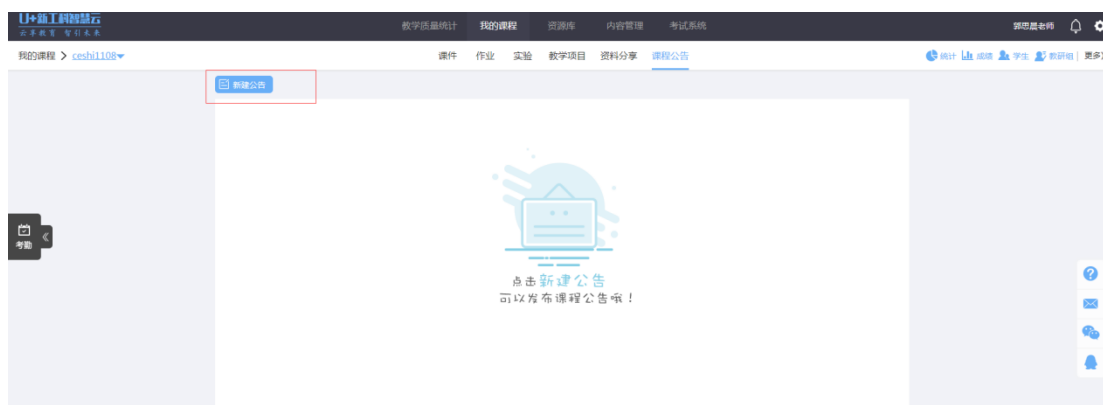 U+新工科智慧云
云享教育 智引未来
教学质量统计 我的课程 资源库 内容管理 考试系统
郭思晨老师
我的课程 > ceshi1108
课件 作业 实验 教学项目 资料分享 课程公告
统计 成绩 学生 教研组 | 更多
新建公告
考勤
点击新建公告
可以发布课程公告哦！